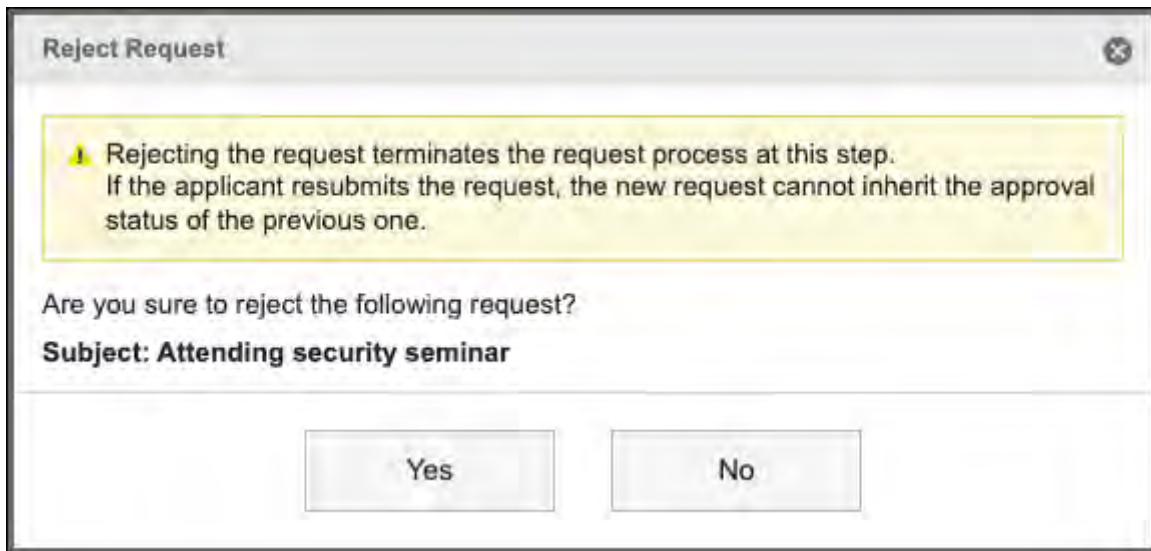 Reject Request
Rejecting the request terminates the request process at this step.
If the applicant resubmits the request, the new request cannot inherit the approval
status of the previous one.
Are you sure to reject the following request?
Subject: Attending security seminar
Yes
No